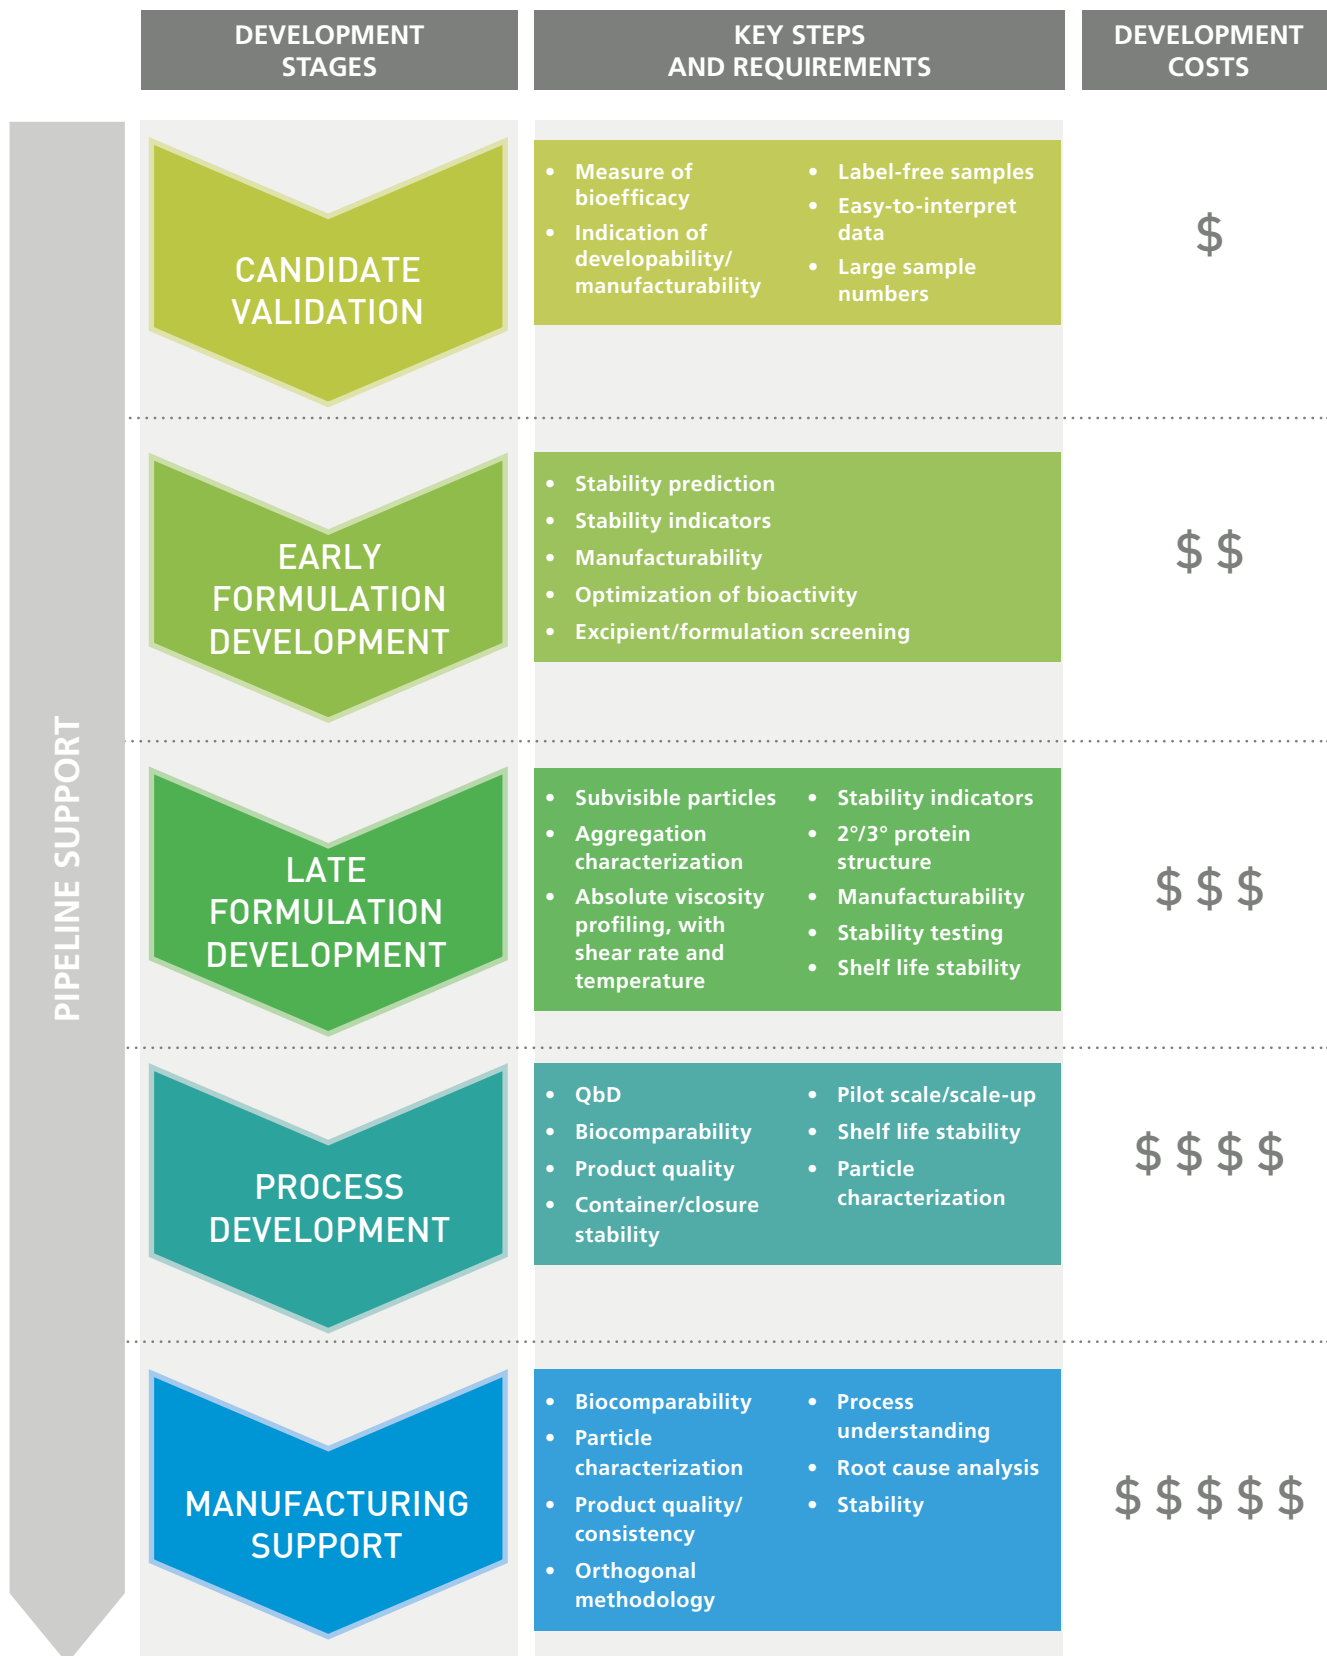 DEVELOPMENT
STAGES
KEY STEPS
AND REQUIREMENTS
DEVELOPMENT
COSTS
PIPELINE SUPPORT
CANDIDATE
VALIDATION
• Measure of
bioefficacy
• Indication of
developability/
manufacturability
• Label-free samples
• Easy-to-interpret
data
• Large sample
numbers
$
EARLY
FORMULATION
DEVELOPMENT
• Stability prediction
• Stability indicators
• Manufacturability
• Optimization of bioactivity
• Excipient/formulation screening
$ $
LATE
FORMULATION
DEVELOPMENT
• Subvisible particles
• Aggregation
characterization
• Absolute viscosity
profiling, with
shear rate and
temperature
• Stability indicators
• 2°/3° protein
structure
• Manufacturability
• Stability testing
• Shelf life stability
$ $ $
PROCESS
DEVELOPMENT
• QbD
• Biocomparability
• Product quality
• Container/closure
stability
• Pilot scale/scale-up
• Shelf life stability
• Particle
characterization
$ $ $ $
MANUFACTURING
SUPPORT
• Biocomparability
• Particle
characterization
• Product quality/
consistency
• Orthogonal
methodology
• Process
understanding
• Root cause analysis
• Stability
$ $ $ $ $